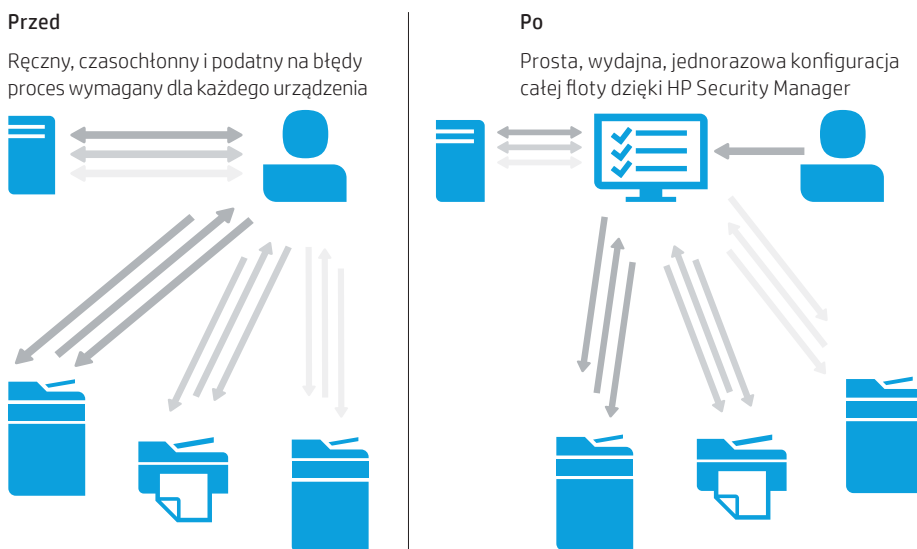 Przed
Ręczny, czasochłonny i podatny na błędy
proces wymagany dla każdego urządzenia
Po
Prosta, wydajna, jednorazowa konfiguracja
całej floty dzięki HP Security Manager